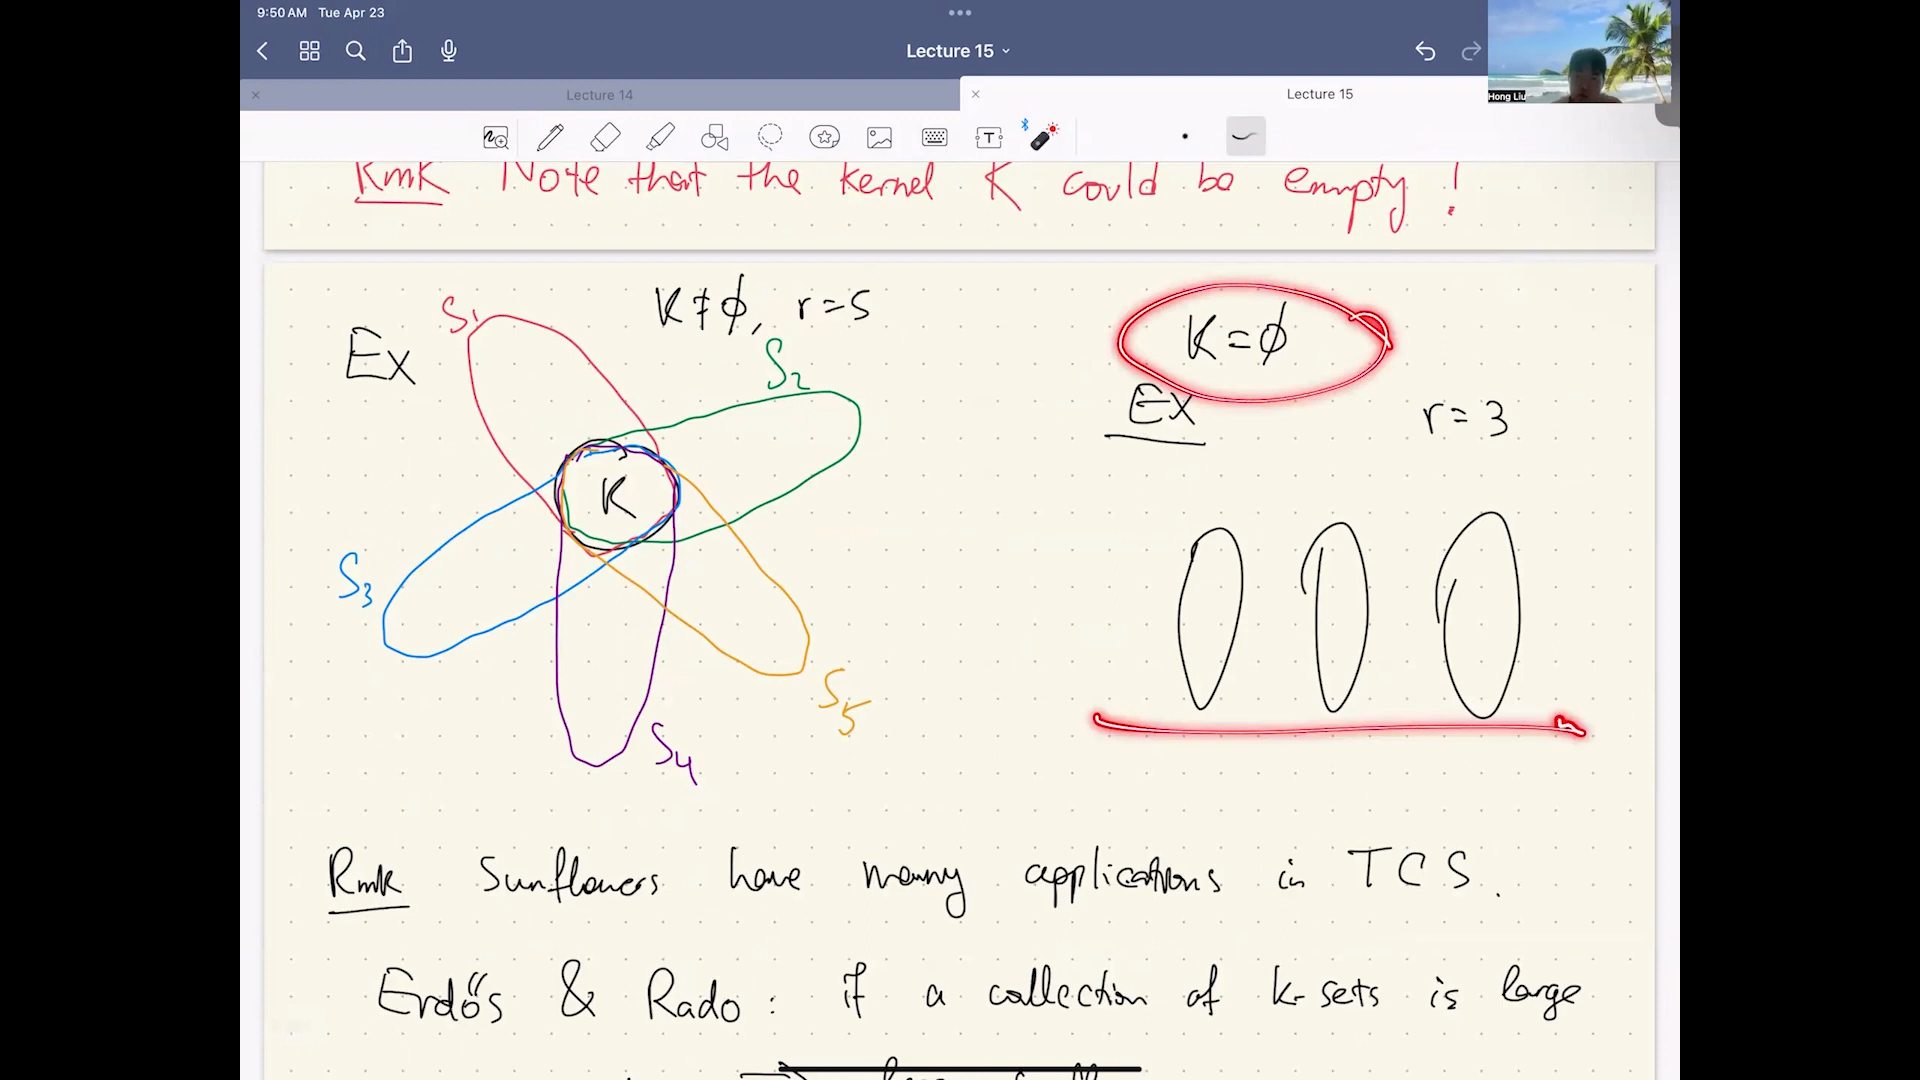 9:50 AM Tue Apr 23
Lecture 15
Lecture 14
Lecture 15
Hong Liu
Rmk Note that the kernel K could be empty!
K ≠ ∅, r=5
K = ∅
Ex
Ex
r = 3
S1
S2
K
S3
S4
S5
Rmk Sunflowers have many applications in TCS.
Erdős & Rado: if a collection of k-sets is large